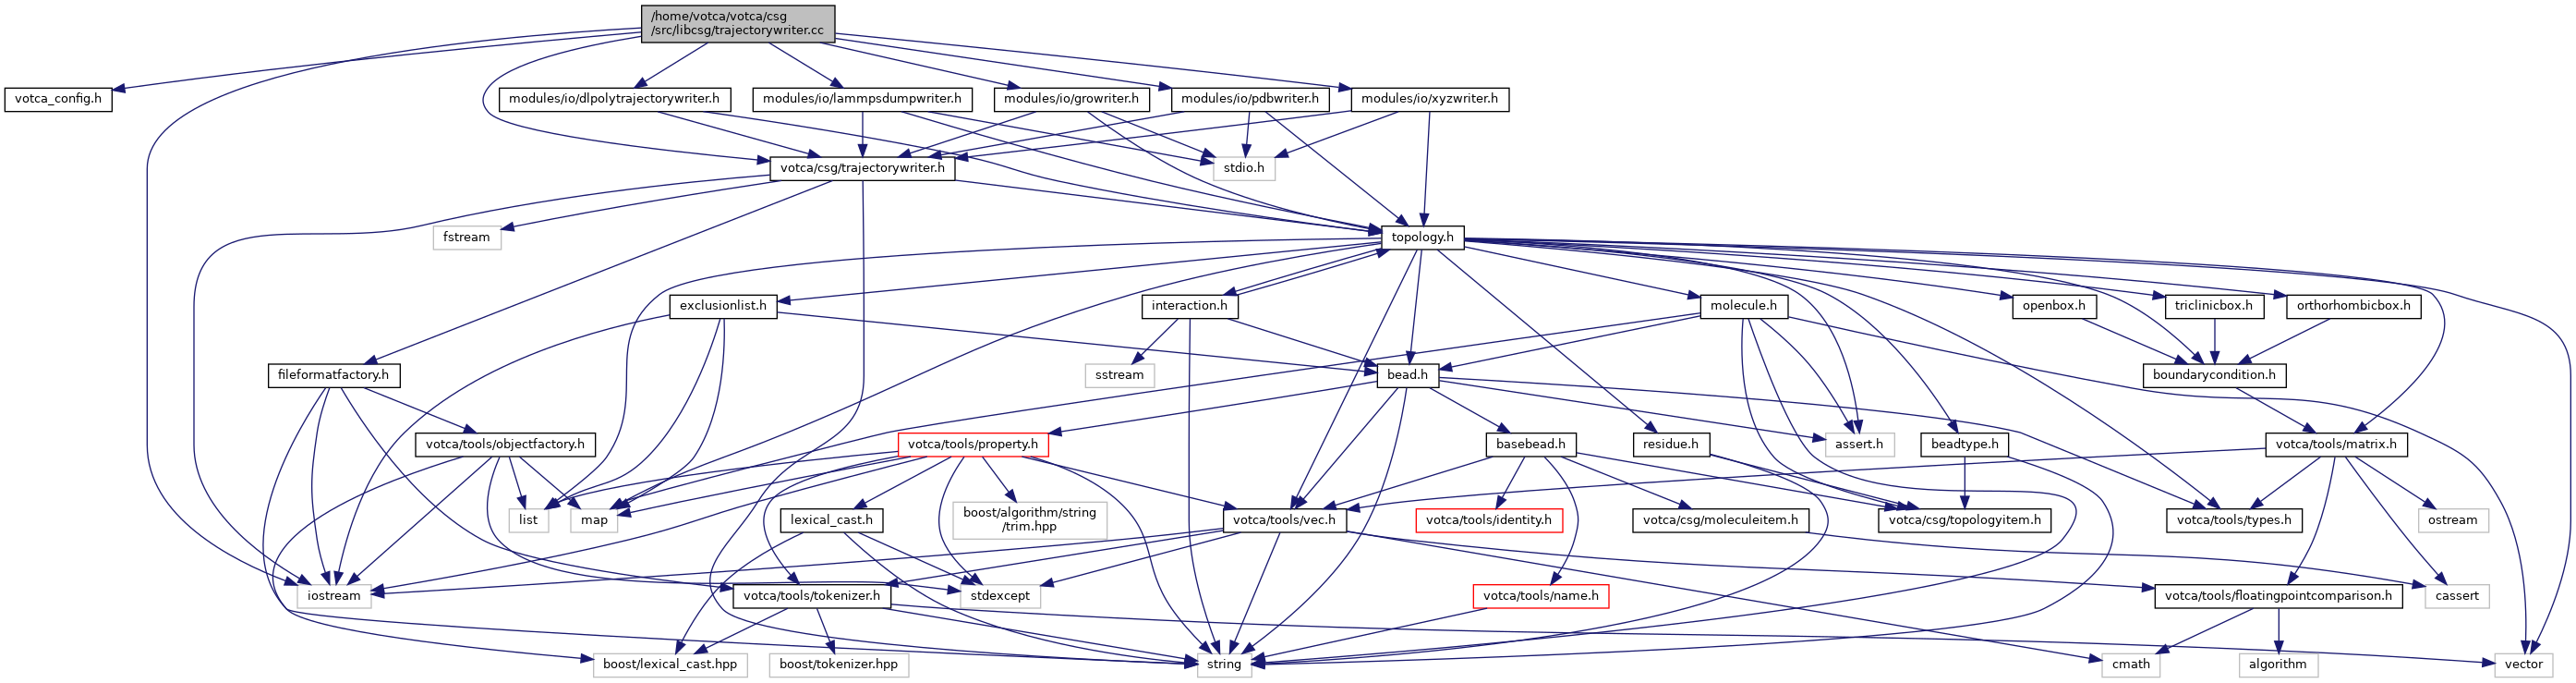 /home/votca/votca/csg
/src/libcsg/trajectorywriter.cc
votca_config.h
modules/io/dlpolytrajectorywriter.h
modules/io/lammpsdumpwriter.h
modules/io/growriter.h
modules/io/pdbwriter.h
modules/io/xyzwriter.h
votca/csg/trajectorywriter.h
stdio.h
fstream
topology.h
exclusionlist.h
interaction.h
molecule.h
openbox.h
triclinicbox.h
orthorhombicbox.h
fileformatfactory.h
sstream
bead.h
boundarycondition.h
votca/tools/objectfactory.h
votca/tools/property.h
basebead.h
residue.h
assert.h
beadtype.h
votca/tools/matrix.h
list
map
lexical_cast.h
boost/algorithm/string
/trim.hpp
votca/tools/vec.h
votca/tools/identity.h
votca/csg/moleculeitem.h
votca/csg/topologyitem.h
votca/tools/types.h
ostream
iostream
votca/tools/tokenizer.h
stdexcept
votca/tools/name.h
votca/tools/floatingpointcomparison.h
cassert
boost/lexical_cast.hpp
boost/tokenizer.hpp
string
cmath
algorithm
vector